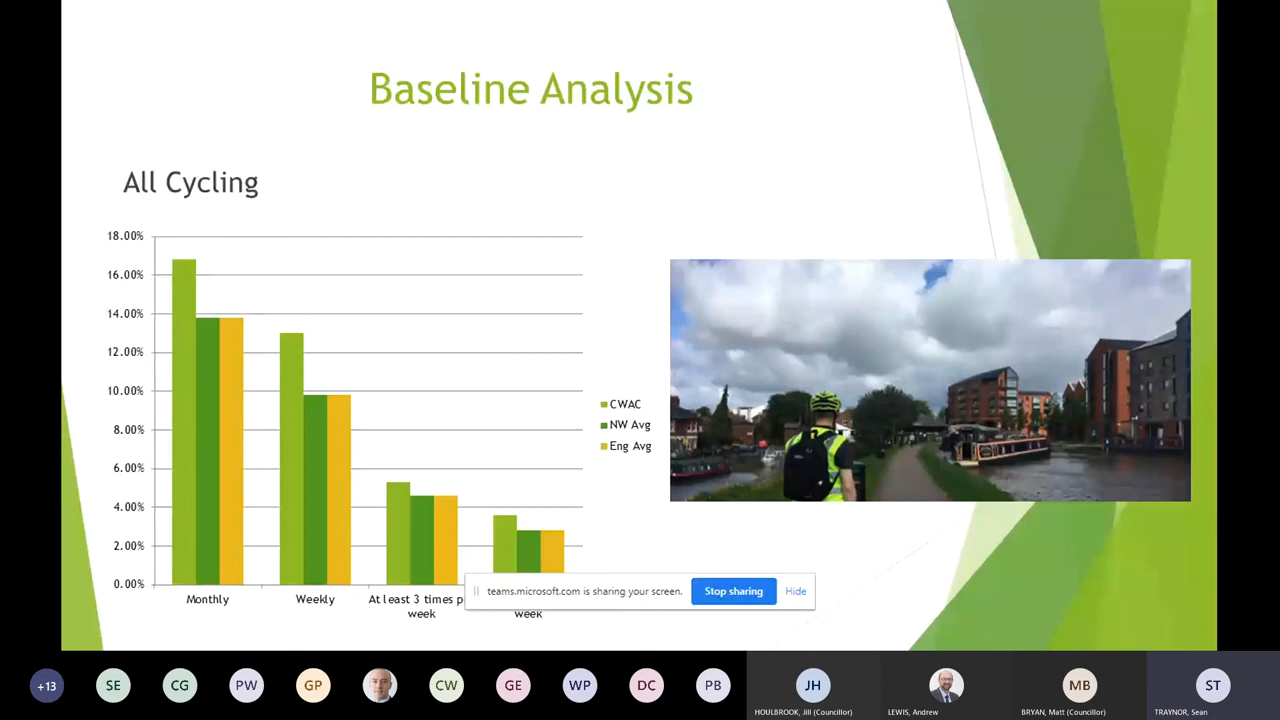 Baseline Analysis
All Cycling
18.00%
16.00%
14.00%
12.00%
10.00%
8.00%
6.00%
4.00%
2.00%
0.00%
CWAC
NW Avg
Eng Avg
Monthly
Weekly
At least 3 times p
week
week
teams.microsoft.com is sharing your screen.
Stop sharing
Hide
+13
SE
CG
PW
GP
CW
GE
WP
DC
PB
JH
MB
ST
HOULBROOK, Jill (Councillor)
LEWIS, Andrew
BRYAN, Matt (Councillor)
TRAYNOR, Sean